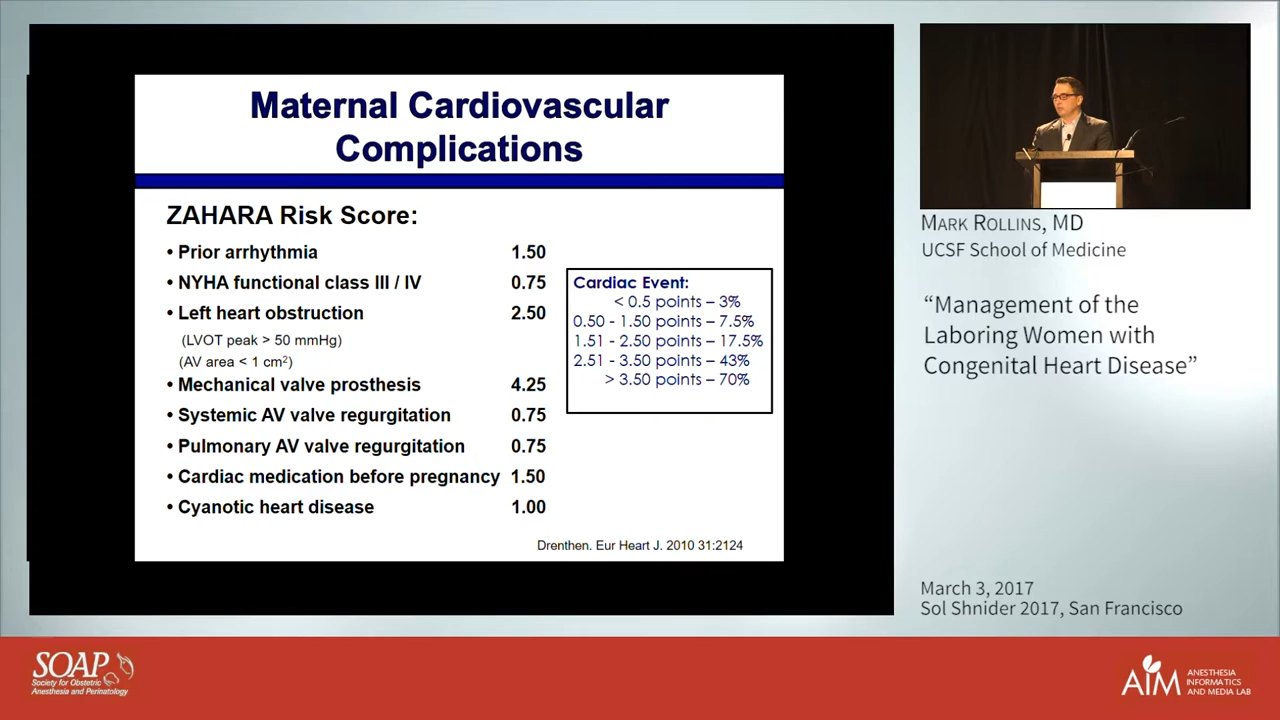 Maternal Cardiovascular
Complications
ZAHARA Risk Score:
• Prior arrhythmia 1.50
• NYHA functional class III / IV 0.75
• Left heart obstruction 2.50
(LVOT peak > 50 mmHg)
(AV area < 1 cm²)
• Mechanical valve prosthesis 4.25
• Systemic AV valve regurgitation 0.75
• Pulmonary AV valve regurgitation 0.75
• Cardiac medication before pregnancy 1.50
• Cyanotic heart disease 1.00
Cardiac Event:
< 0.5 points – 3%
0.50 - 1.50 points – 7.5%
1.51 - 2.50 points – 17.5%
2.51 - 3.50 points – 43%
> 3.50 points – 70%
Drenthen. Eur Heart J. 2010 31:2124
MARK ROLLINS, MD
UCSF School of Medicine
“Management of the
Laboring Women with
Congenital Heart Disease”
March 3, 2017
Sol Shnider 2017, San Francisco
SOAP
Society for Obstetric
Anesthesia and Perinatology
AIM
ANESTHESIA
INFORMATICS
AND MEDIA LAB